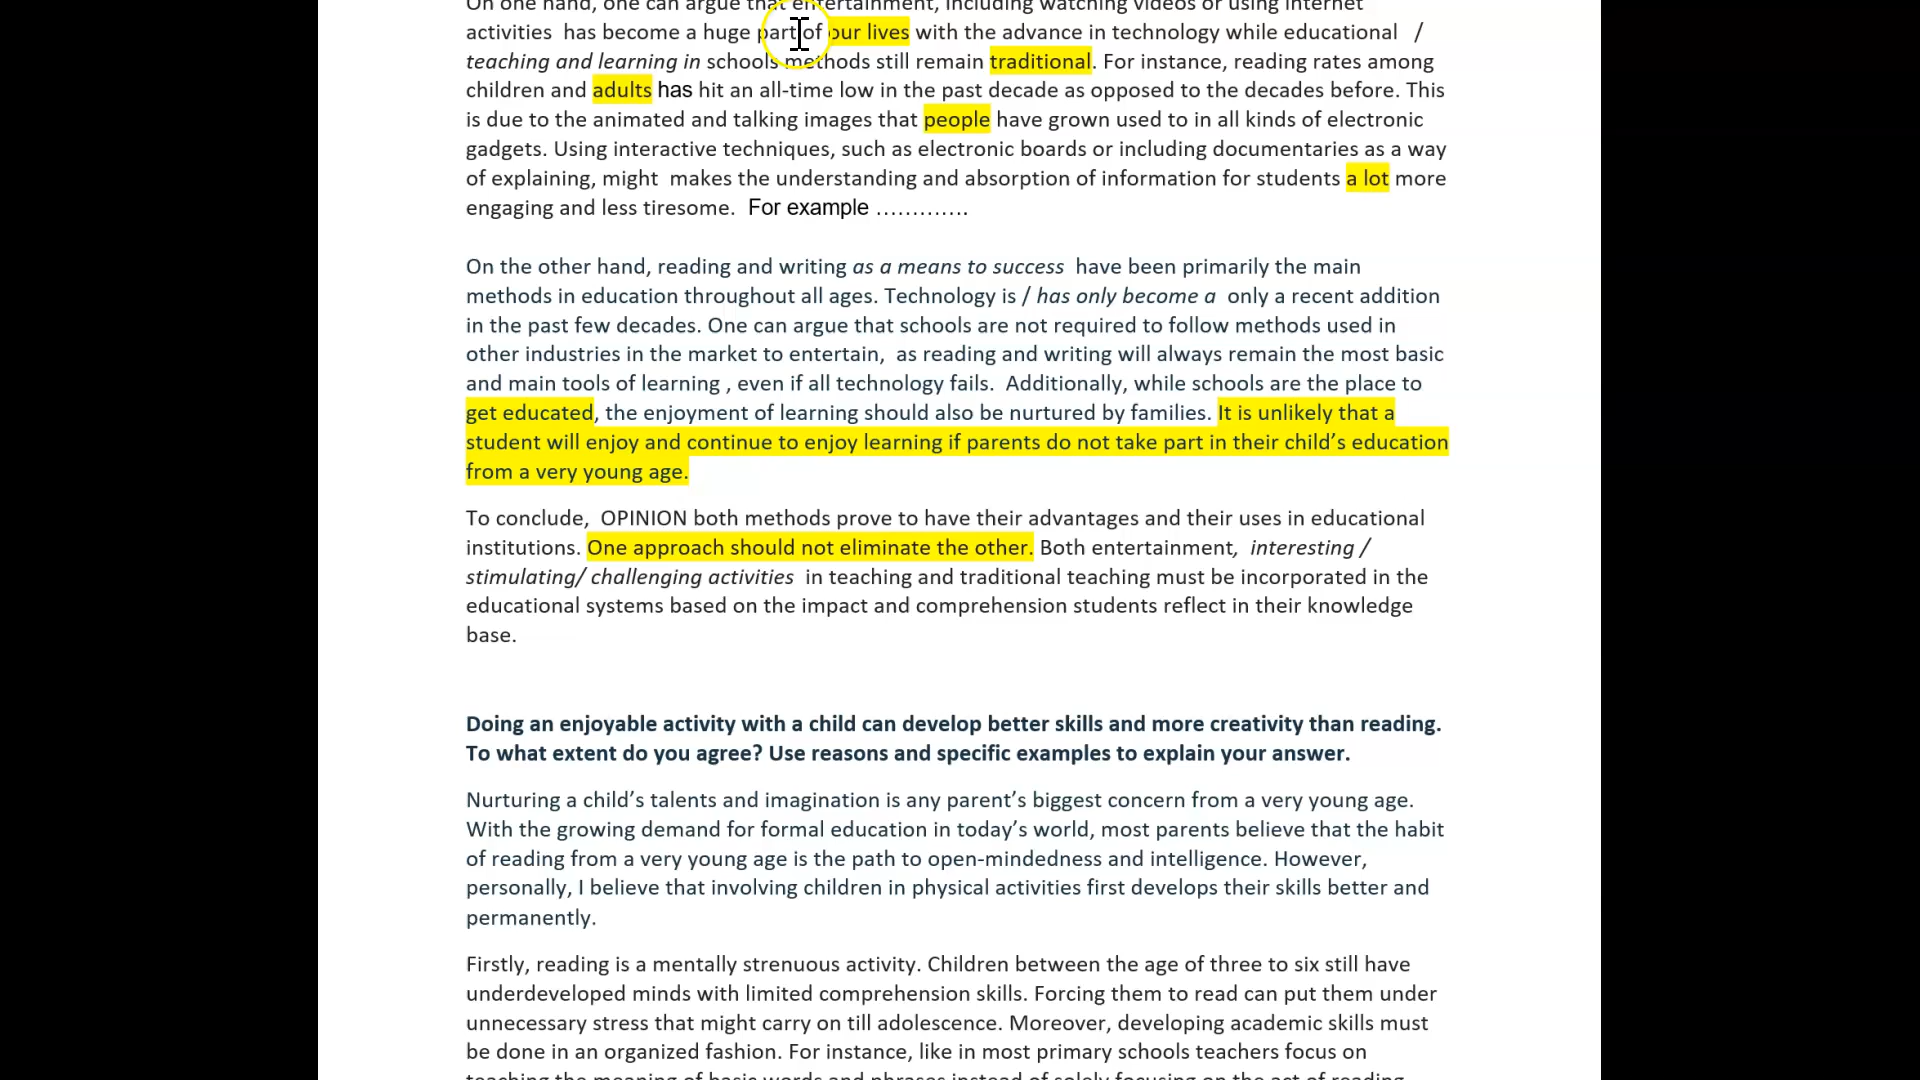 On one hand, one can argue that entertainment, including watching videos or using internet
activities  has become a huge part of our lives with the advance in technology while educational   /
teaching and learning in schools methods still remain traditional. For instance, reading rates among
children and adults has hit an all-time low in the past decade as opposed to the decades before. This
is due to the animated and talking images that people have grown used to in all kinds of electronic
gadgets. Using interactive techniques, such as electronic boards or including documentaries as a way
of explaining, might  makes the understanding and absorption of information for students a lot more
engaging and less tiresome.  For example ………….
On the other hand, reading and writing as a means to success  have been primarily the main
methods in education throughout all ages. Technology is / has only become a  only a recent addition
in the past few decades. One can argue that schools are not required to follow methods used in
other industries in the market to entertain,  as reading and writing will always remain the most basic
and main tools of learning , even if all technology fails.  Additionally, while schools are the place to
get educated, the enjoyment of learning should also be nurtured by families. It is unlikely that a
student will enjoy and continue to enjoy learning if parents do not take part in their child’s education
from a very young age.
To conclude,  OPINION both methods prove to have their advantages and their uses in educational
institutions. One approach should not eliminate the other. Both entertainment,  interesting /
stimulating/ challenging activities  in teaching and traditional teaching must be incorporated in the
educational systems based on the impact and comprehension students reflect in their knowledge
base.
Doing an enjoyable activity with a child can develop better skills and more creativity than reading.
To what extent do you agree? Use reasons and specific examples to explain your answer.
Nurturing a child’s talents and imagination is any parent’s biggest concern from a very young age.
With the growing demand for formal education in today’s world, most parents believe that the habit
of reading from a very young age is the path to open-mindedness and intelligence. However,
personally, I believe that involving children in physical activities first develops their skills better and
permanently.
Firstly, reading is a mentally strenuous activity. Children between the age of three to six still have
underdeveloped minds with limited comprehension skills. Forcing them to read can put them under
unnecessary stress that might carry on till adolescence. Moreover, developing academic skills must
be done in an organized fashion. For instance, like in most primary schools teachers focus on
teaching the meaning of basic words and phrases instead of solely focusing on the act of reading